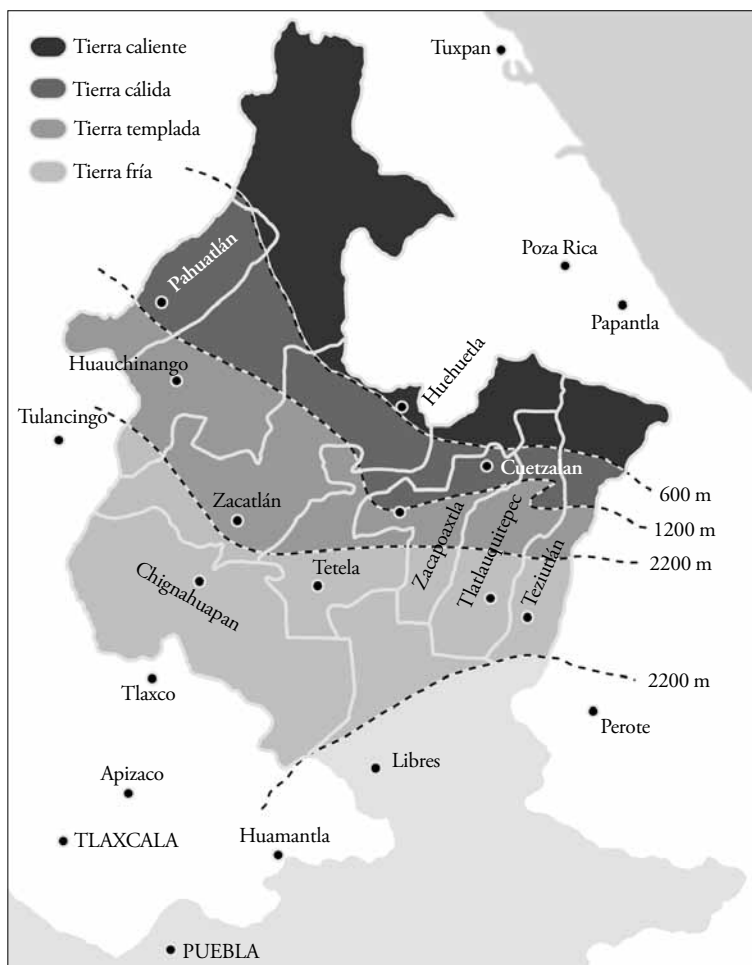 Tierra caliente
Tierra cálida
Tierra templada
Tierra fría
Tuxpan
Pahuatlán
Poza Rica
Papantla
Huauchinango
Huehuetla
Tulancingo
Cuetzalan
600 m
Zacatlán
1200 m
Zacapoaxtla
Tlatlauquitepec
2200 m
Tetela
Teziutlán
Chignahuapan
Tlaxco
2200 m
Perote
Libres
Apizaco
TLAXCALA
Huamantla
PUEBLA